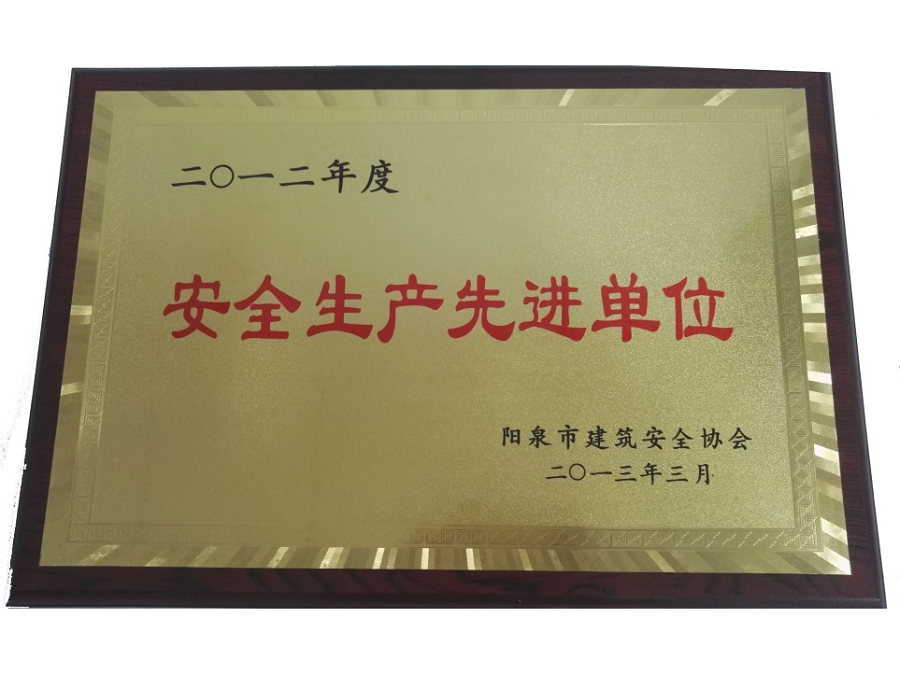 二〇一二年度
安全生产先进单位
阳泉市建筑安全协会
二〇一三年三月